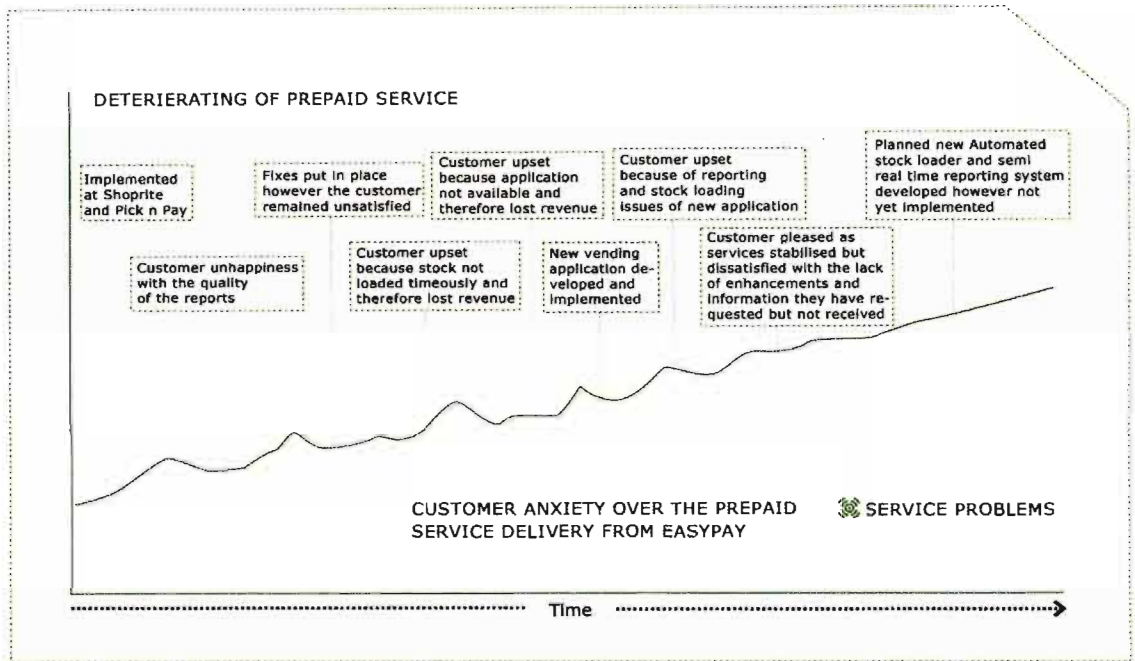 DETERIERATING OF PREPAID SERVICE
Implemented
at Shoprite
and Pick n Pay
Customer unhappiness
with the quality
of the reports
Fixes put in place
however the customer
remained unsatisfied
Customer upset
because stock not
loaded timeously and
therefore lost revenue
Customer upset
because application
not available and
therefore lost revenue
New vending
application de-
veloped and
implemented
Customer upset
because of reporting
and stock loading
issues of new application
Customer pleased as
services stabilised but
dissatisfied with the lack
of enhancements and
information they have re-
quested but not received
Planned new Automated
stock loader and semi
real time reporting system
developed however not
yet implemented
CUSTOMER ANXIETY OVER THE PREPAID
SERVICE DELIVERY FROM EASYPAY
SERVICE PROBLEMS
Time